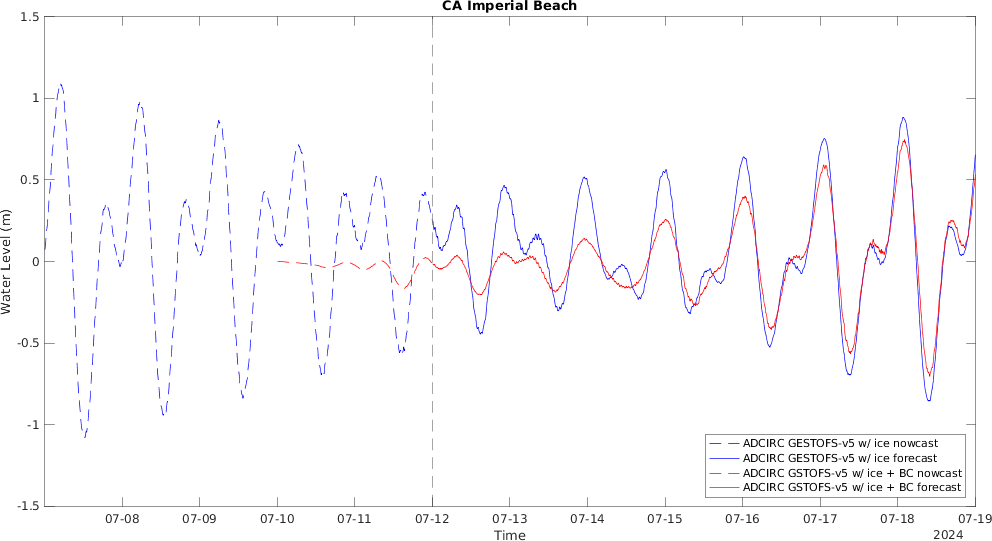 CA Imperial Beach
1.5
1
0.5
0
-0.5
-1
-1.5
Water Level (m)
07-08 07-09 07-10 07-11 07-12 07-13 07-14 07-15 07-16 07-17 07-18 07-19
Time
2024
ADCIRC GESTOFS-v5 w/ ice nowcast
ADCIRC GESTOFS-v5 w/ ice forecast
ADCIRC GSTOFS-v5 w/ ice + BC nowcast
ADCIRC GSTOFS-v5 w/ ice + BC forecast